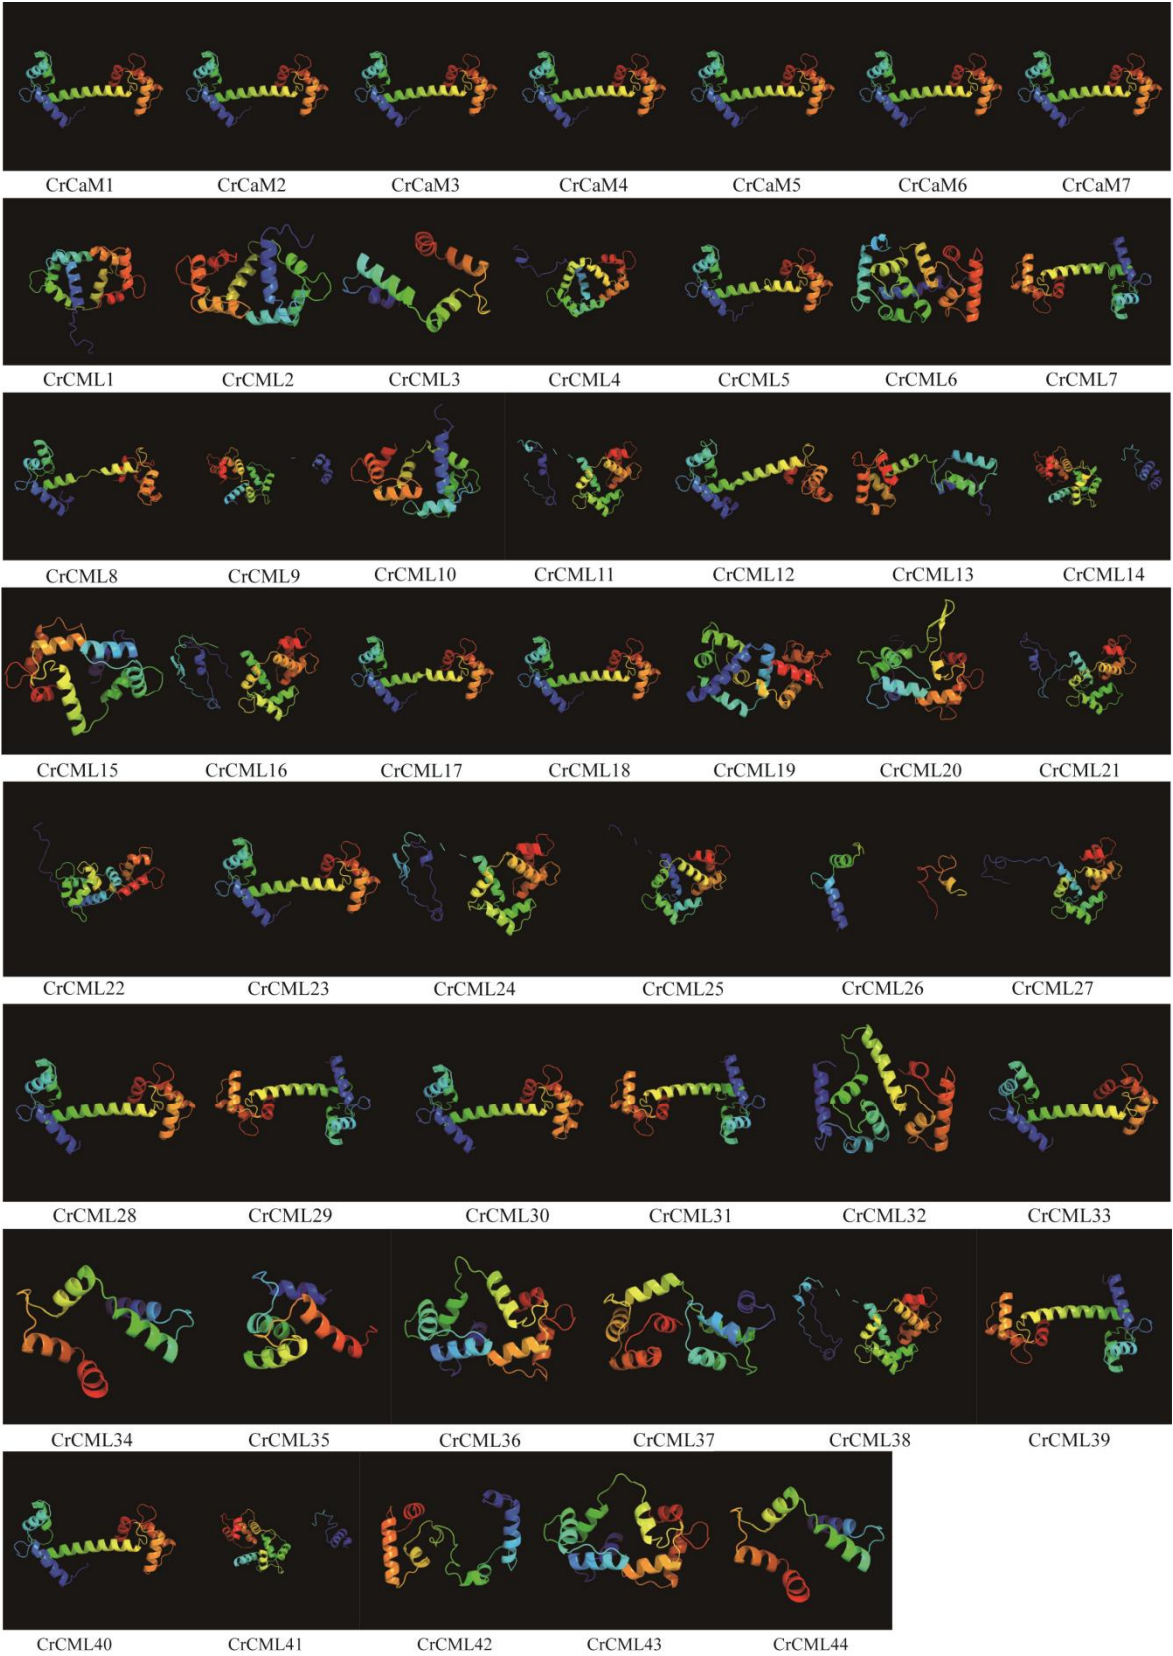 CrCaM1 CrCaM2 CrCaM3 CrCaM4 CrCaM5 CrCaM6 CrCaM7
CrCML1 CrCML2 CrCML3 CrCML4 CrCML5 CrCML6 CrCML7
CrCML8 CrCML9 CrCML10 CrCML11 CrCML12 CrCML13 CrCML14
CrCML15 CrCML16 CrCML17 CrCML18 CrCML19 CrCML20 CrCML21
CrCML22 CrCML23 CrCML24 CrCML25 CrCML26 CrCML27
CrCML28 CrCML29 CrCML30 CrCML31 CrCML32 CrCML33
CrCML34 CrCML35 CrCML36 CrCML37 CrCML38 CrCML39
CrCML40 CrCML41 CrCML42 CrCML43 CrCML44